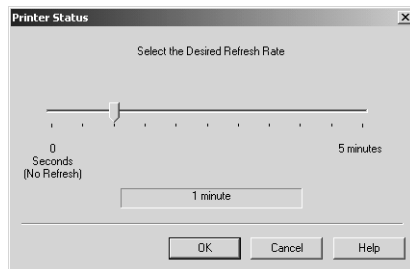 Printer Status
Select the Desired Refresh Rate
0
Seconds
(No Refresh)
5 minutes
1 minute
OK
Cancel
Help